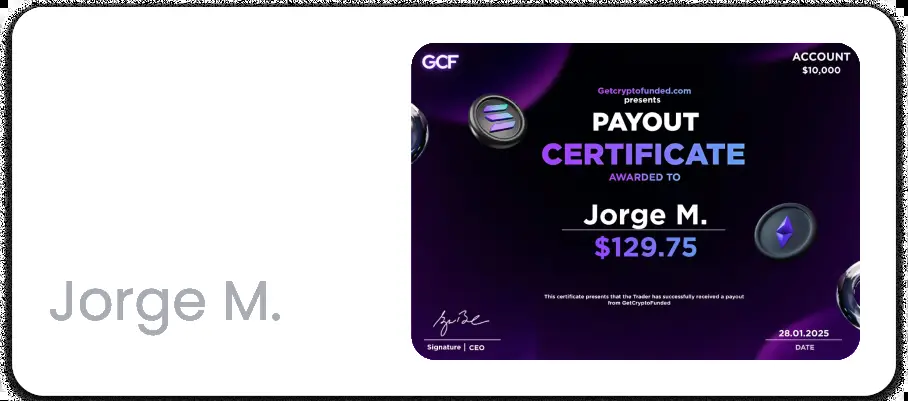 Jorge M.
GCF
ACCOUNT
$10,000
Getcryptofunded.com
presents
PAYOUT
CERTIFICATE
AWARDED TO
Jorge M.
$129.75
This certificate presents that the Trader has successfully received a payout
from GetCryptoFunded
Signature | CEO
28.01.2025
DATE